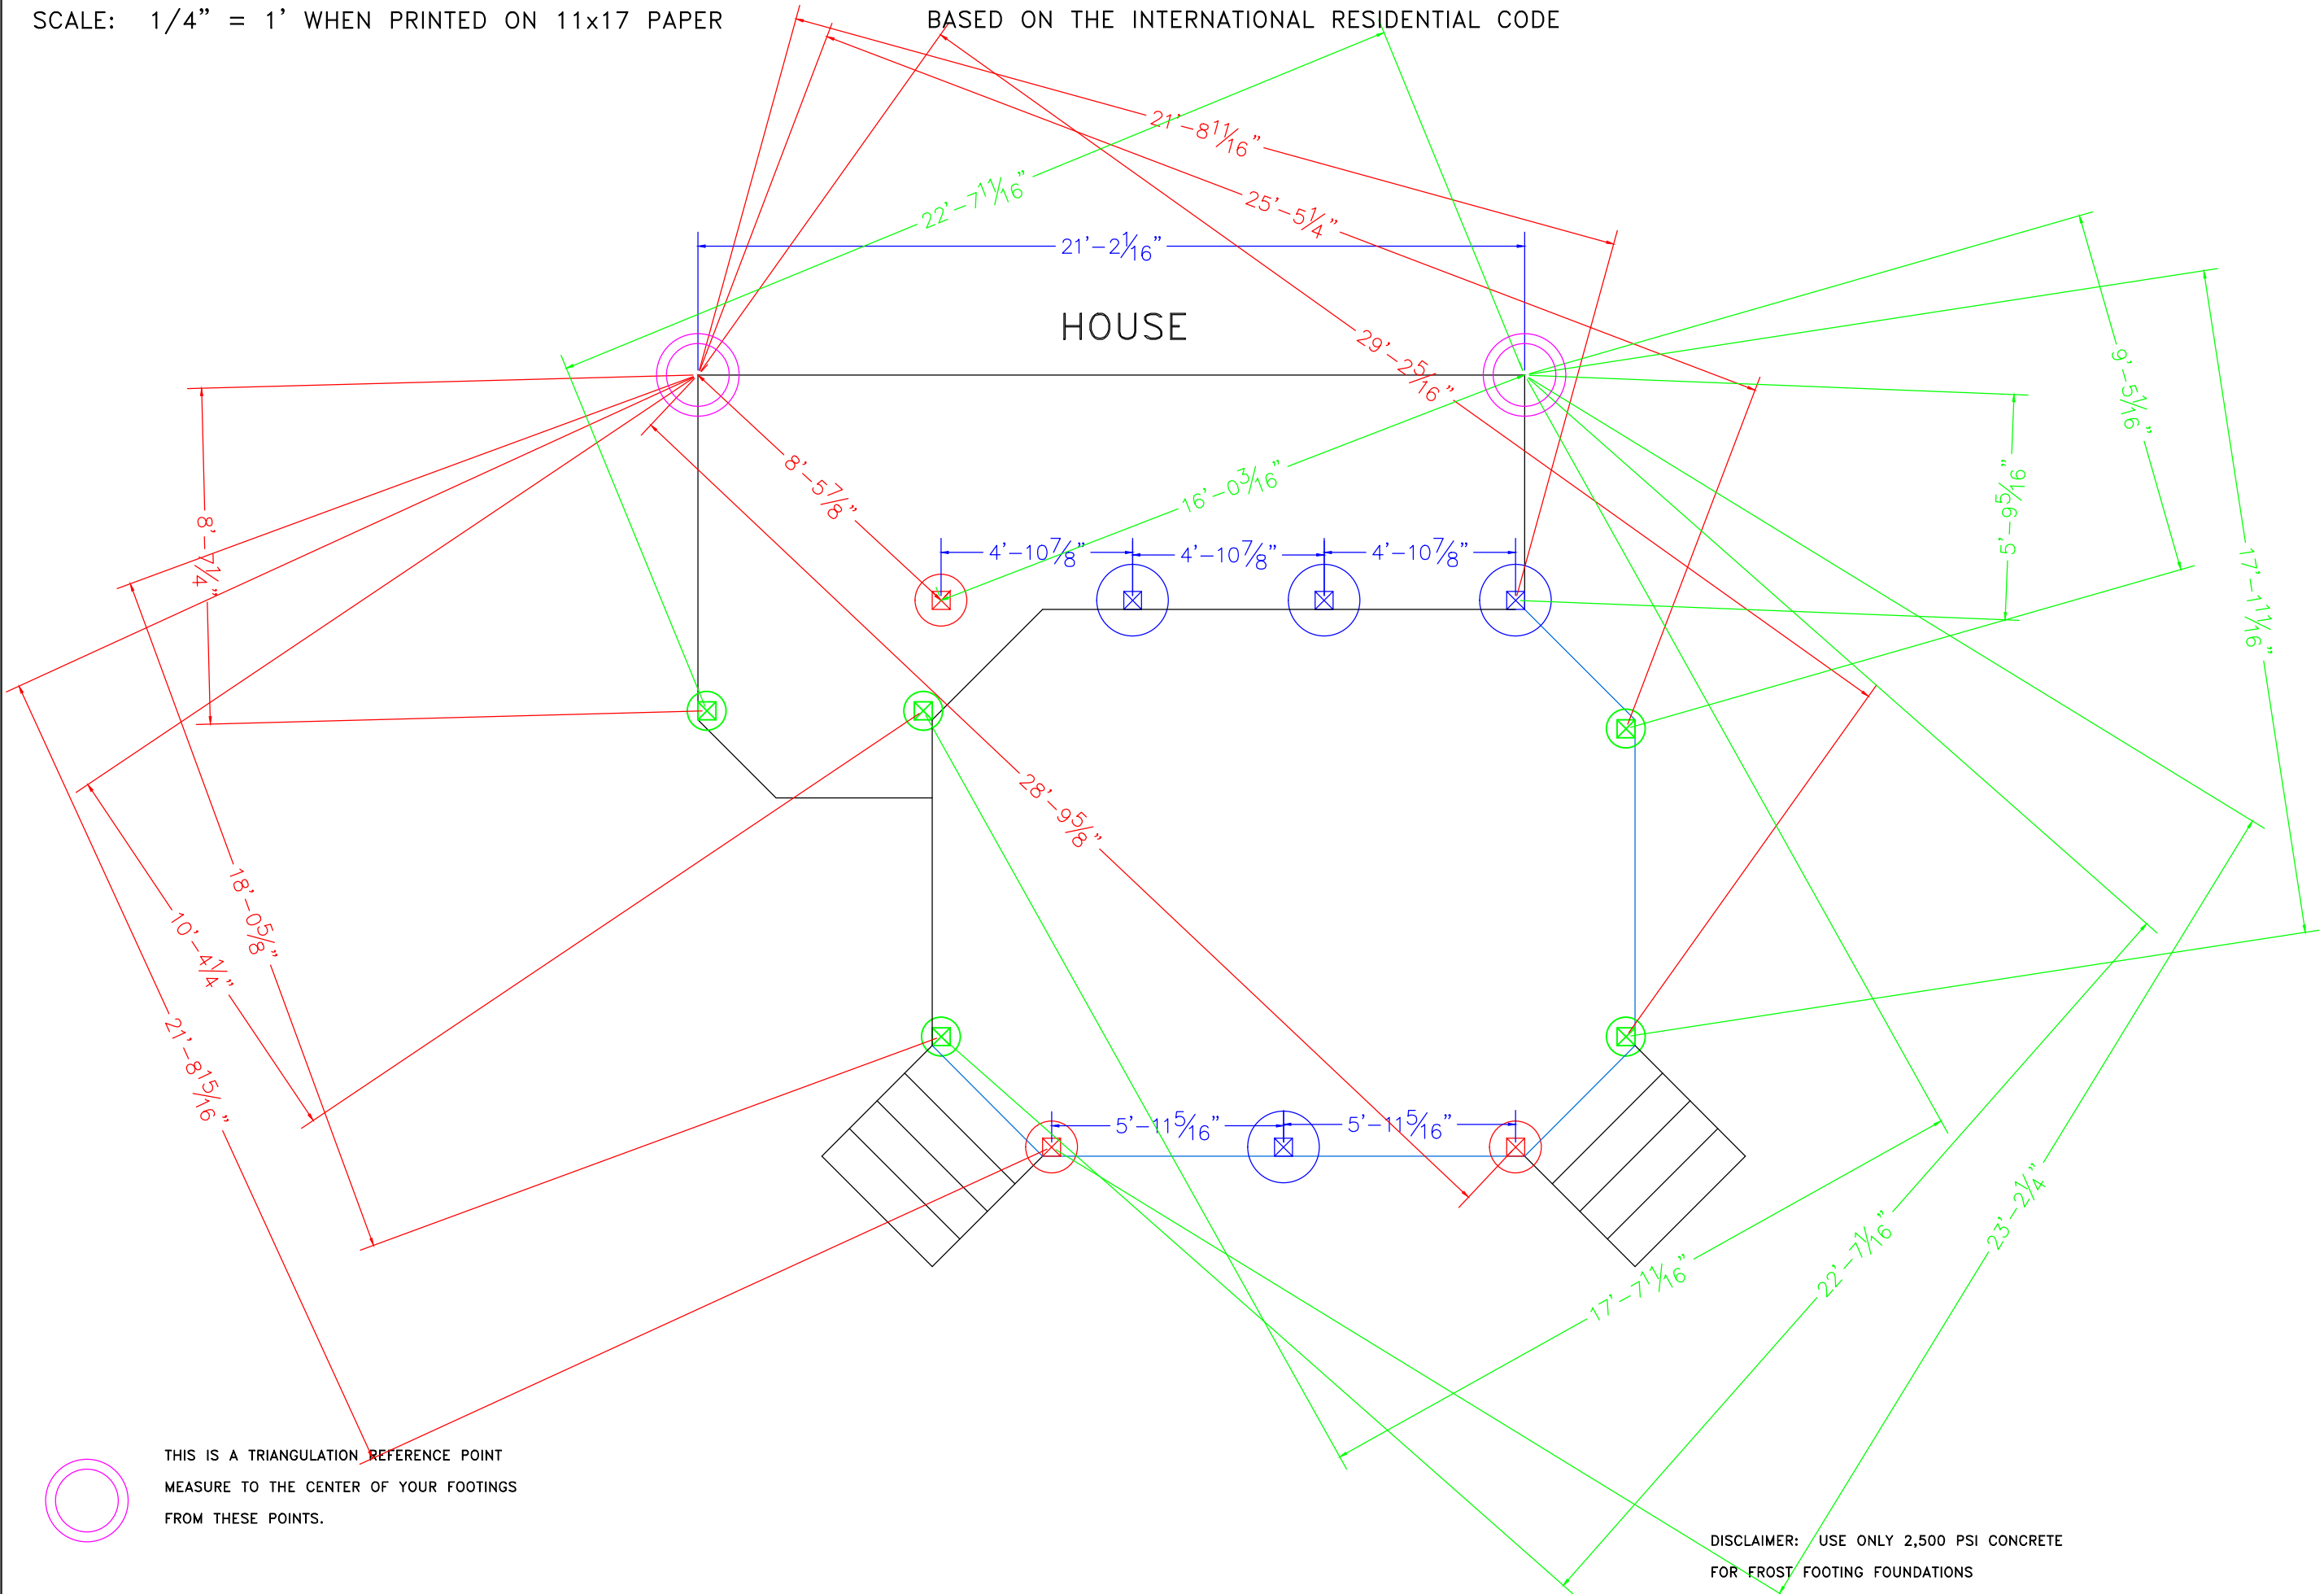 SCALE: 1/4” = 1’ WHEN PRINTED ON 11x17 PAPER
BASED ON THE INTERNATIONAL RESIDENTIAL CODE
21’-8 11/16”
22’-7 11/16”
25’-5 1/4”
21’-2 1/16”
HOUSE
29’-2 5/16”
9’-5 1/16”
8’-5 7/8”
16’-0 3/16”
5’-9 5/16”
8’-7 1/4”
4’-10 7/8”
4’-10 7/8”
4’-10 7/8”
17’-1 11/16”
28’-9 5/8”
18’-0 5/8”
10’-4 1/4”
21’-8 15/16”
5’-11 5/16”
5’-11 5/16”
23’-2 1/4”
22’-7 1/16”
17’-7 11/16”
THIS IS A TRIANGULATION REFERENCE POINT
MEASURE TO THE CENTER OF YOUR FOOTINGS
FROM THESE POINTS.
DISCLAIMER: USE ONLY 2,500 PSI CONCRETE
FOR FROST FOOTING FOUNDATIONS